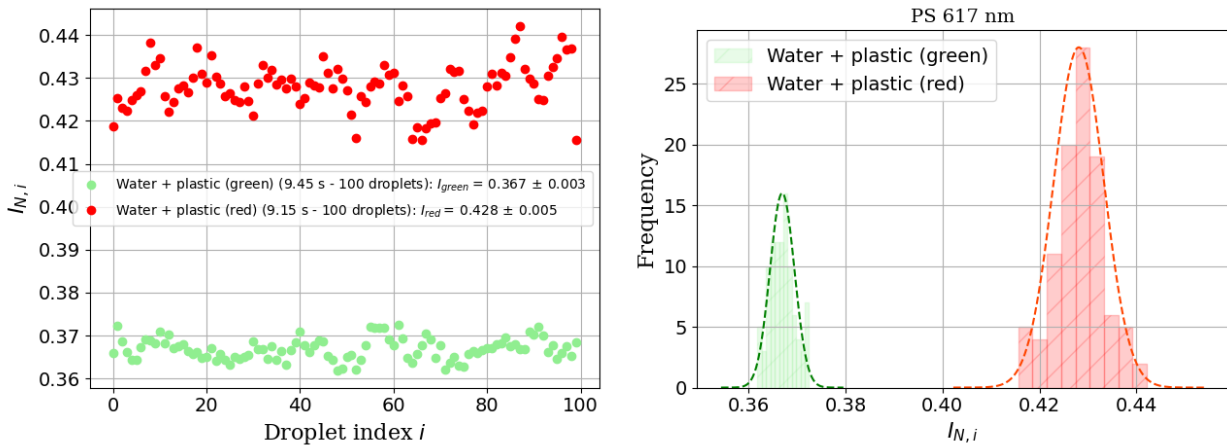 0.44
0.43
0.42
0.41
0.40
0.39
0.38
0.37
0.36
I_{N, i}
Water + plastic (green) (9.45 s - 100 droplets): I_{green} = 0.367 ± 0.003
Water + plastic (red) (9.15 s - 100 droplets): I_{red} = 0.428 ± 0.005
0 20 40 60 80 100
Droplet index i
PS 617 nm
Water + plastic (green)
Water + plastic (red)
Frequency
25
20
15
10
5
0
0.36 0.38 0.40 0.42 0.44
I_{N, i}